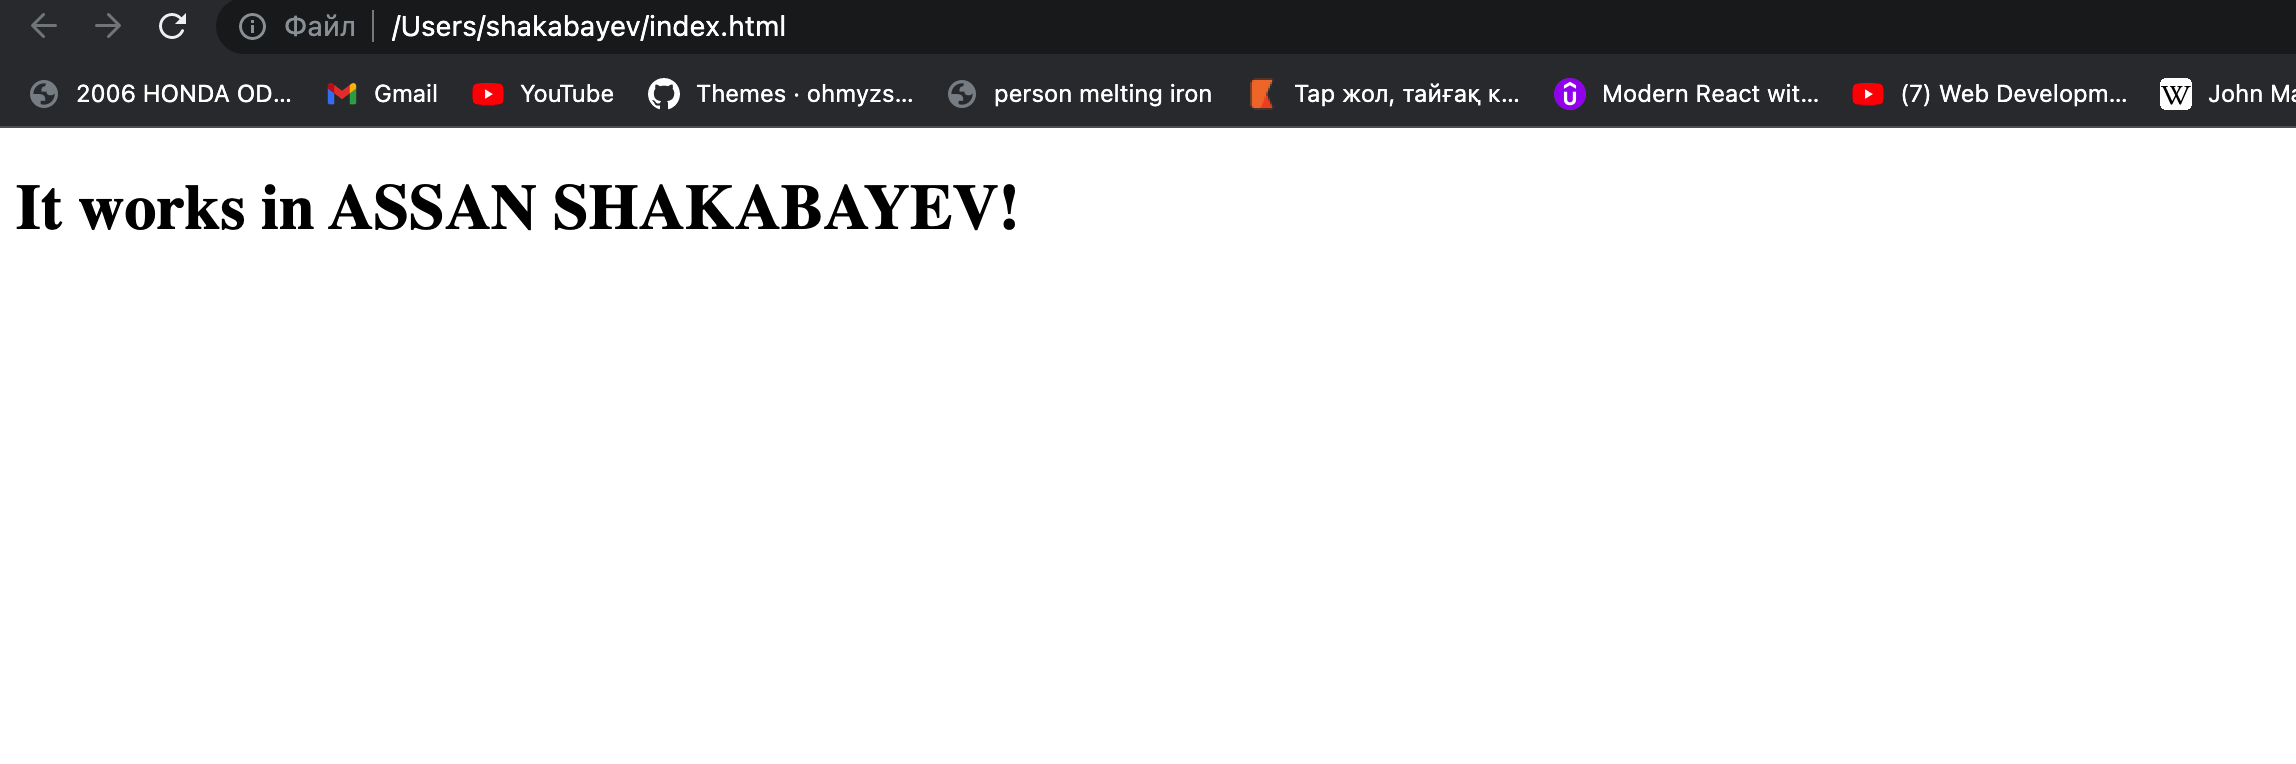 Файл /Users/shakabayev/index.html
2006 HONDA OD... Gmail YouTube Themes · ohmyzs... person melting iron Тар жол, тайғақ к... Modern React wit... (7) Web Developm... W John Ma
It works in ASSAN SHAKABAYEV!